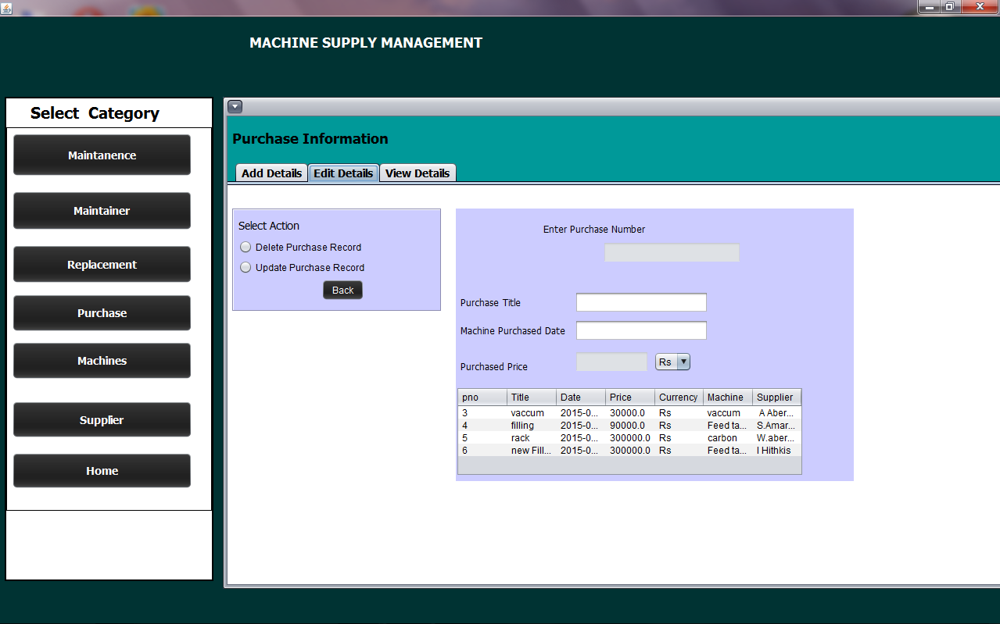 MACHINE SUPPLY MANAGEMENT
Select Category
Maintanence
Maintainer
Replacement
Purchase
Machines
Supplier
Home
Purchase Information
Add Details Edit Details View Details
Select Action
Delete Purchase Record
Update Purchase Record
Back
Enter Purchase Number
Purchase Title
Machine Purchased Date
Purchased Price Rs
pno Title Date Price Currency Machine Supplier
3 vaccum 2015-0... 30000.0 Rs vaccum A Aber...
4 filling 2015-0... 90000.0 Rs Feed ta... S.Amar...
5 rack 2015-0... 300000.0 Rs carbon W.aber...
6 new Fill... 2015-0... 300000.0 Rs Feed ta... I Hithkis